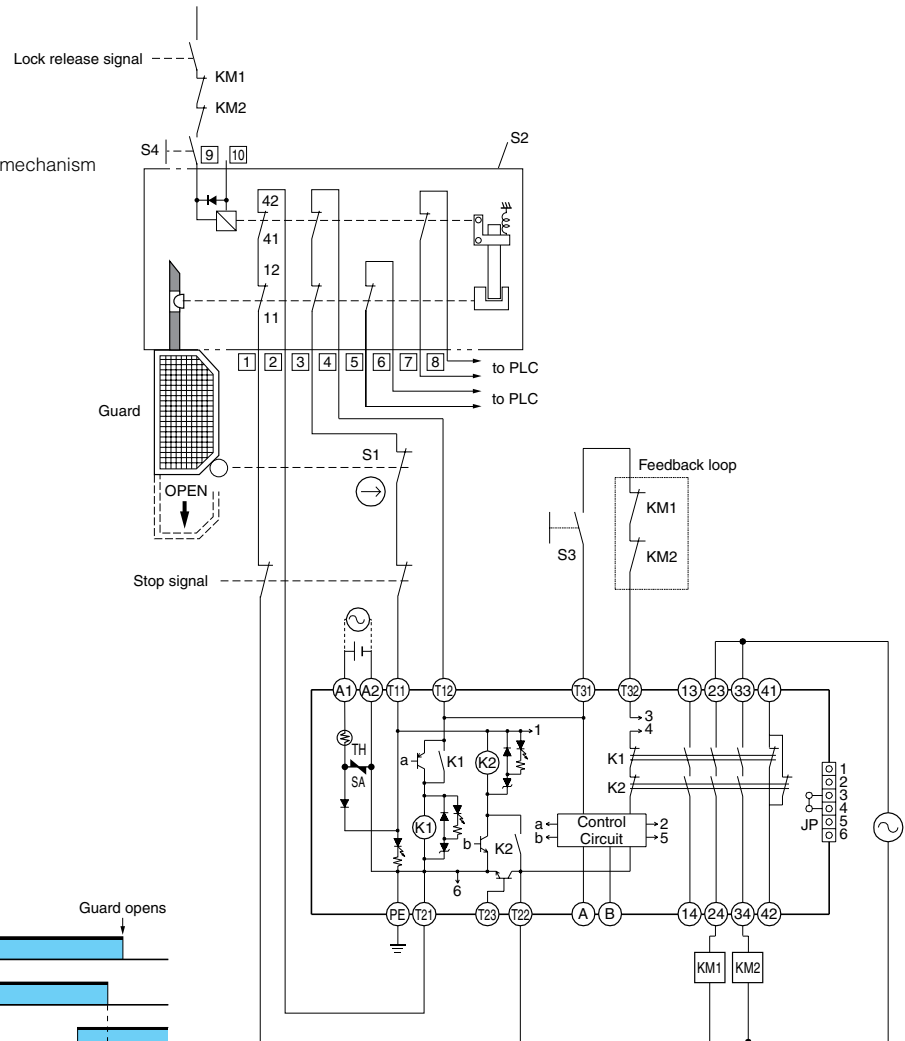 Lock release signal
KM1
KM2
S4
9
10
S2
mechanism
42
41
12
11
1
2
3
4
5
6
7
8
to PLC
to PLC
Guard
OPEN
S1
Feedback loop
KM1
KM2
S3
Stop signal
A1
A2
T11
T12
T31
T32
13
23
33
41
TH
SA
a
K1
K2
1
3
4
K1
K2
K1
b
K2
6
a
b
Control
Circuit
2
5
JP
1
2
3
4
5
6
PE
T21
T23
T22
A
B
14
24
34
42
KM1
KM2
Guard opens